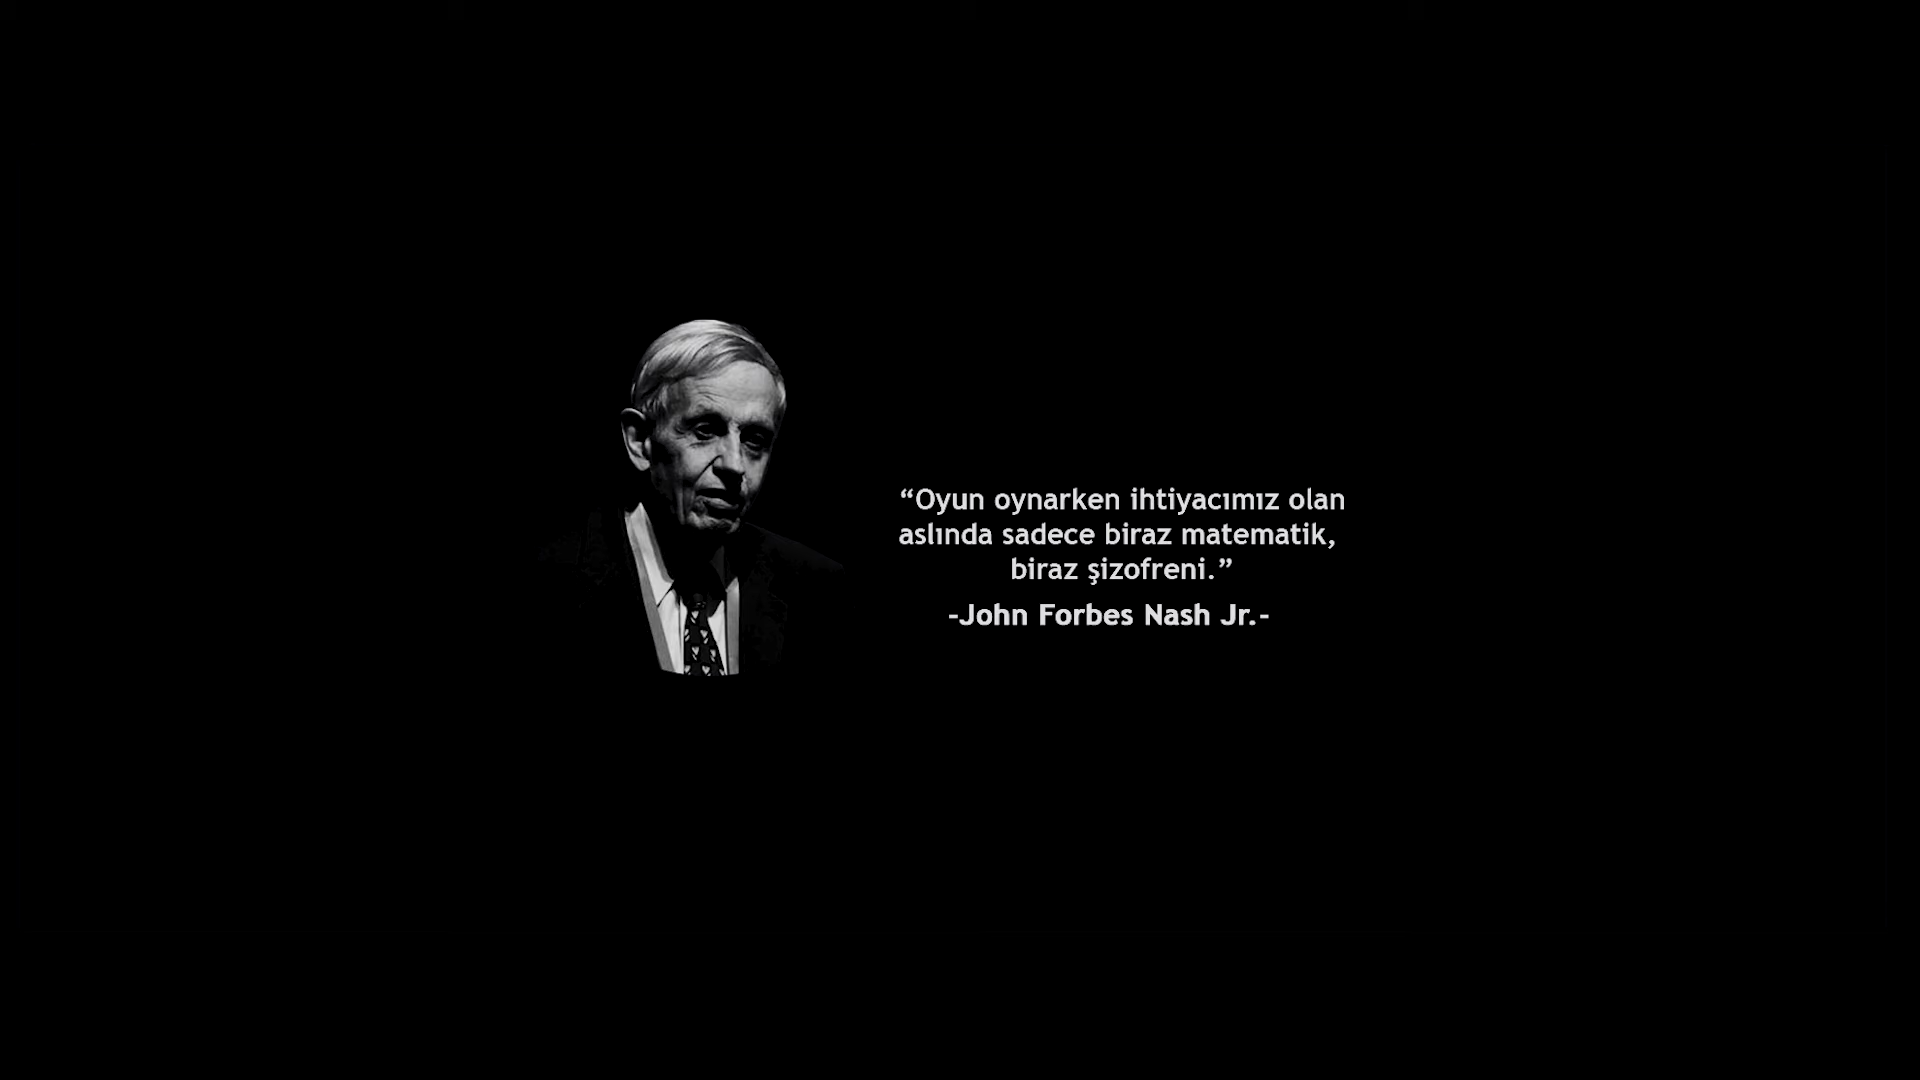 “Oyun oynarken ihtiyacımız olan
aslında sadece biraz matematik,
biraz şizofreni.”
-John Forbes Nash Jr.-